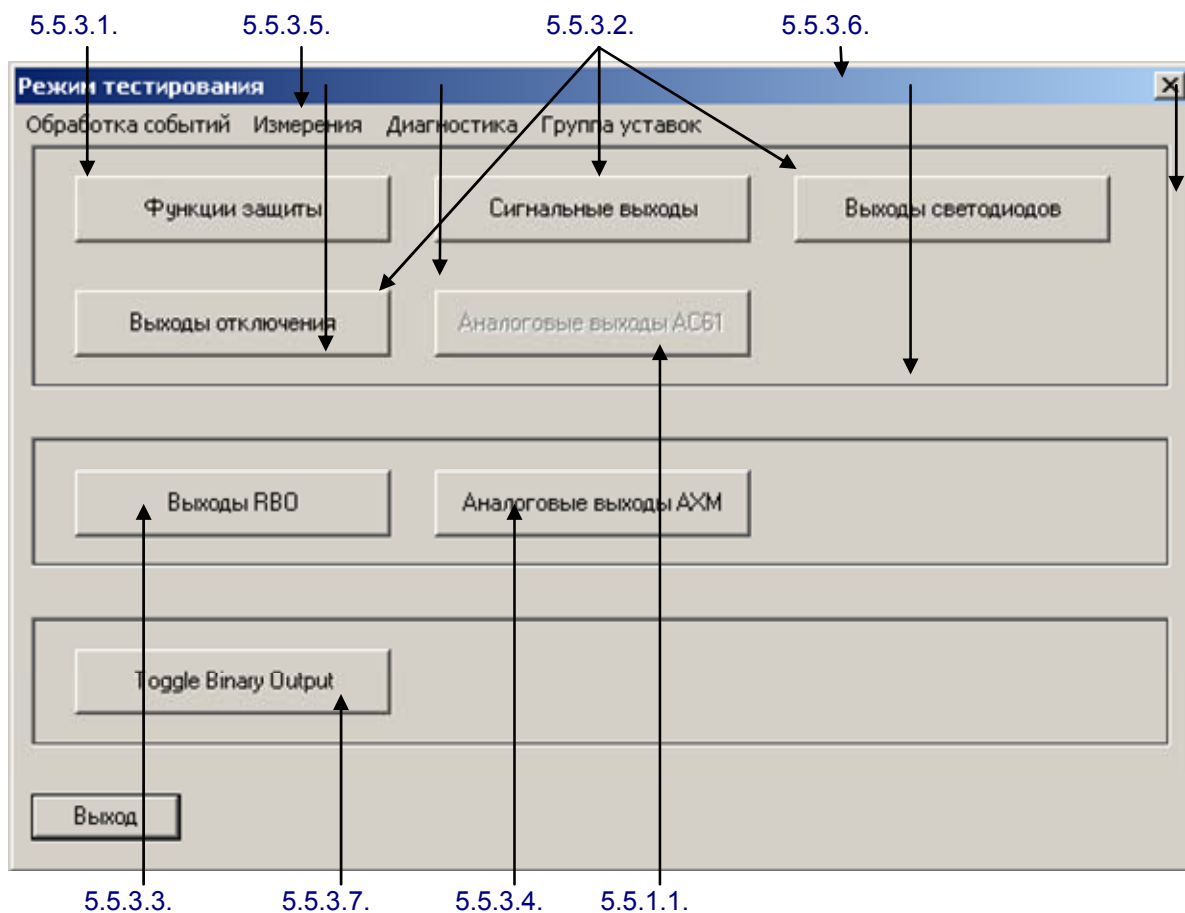 5.5.3.1. 5.5.3.5. 5.5.3.2. 5.5.3.6.
Режим тестирования
Обработка событий Измерения Диагностика Группа уставок
Функции защиты Сигнальные выходы Выходы светодиодов
Выходы отключения Аналоговые выходы AC61
Выходы RBO Аналоговые выходы AXM
Toggle Binary Output
Выход
5.5.3.3. 5.5.3.7. 5.5.3.4. 5.5.1.1.